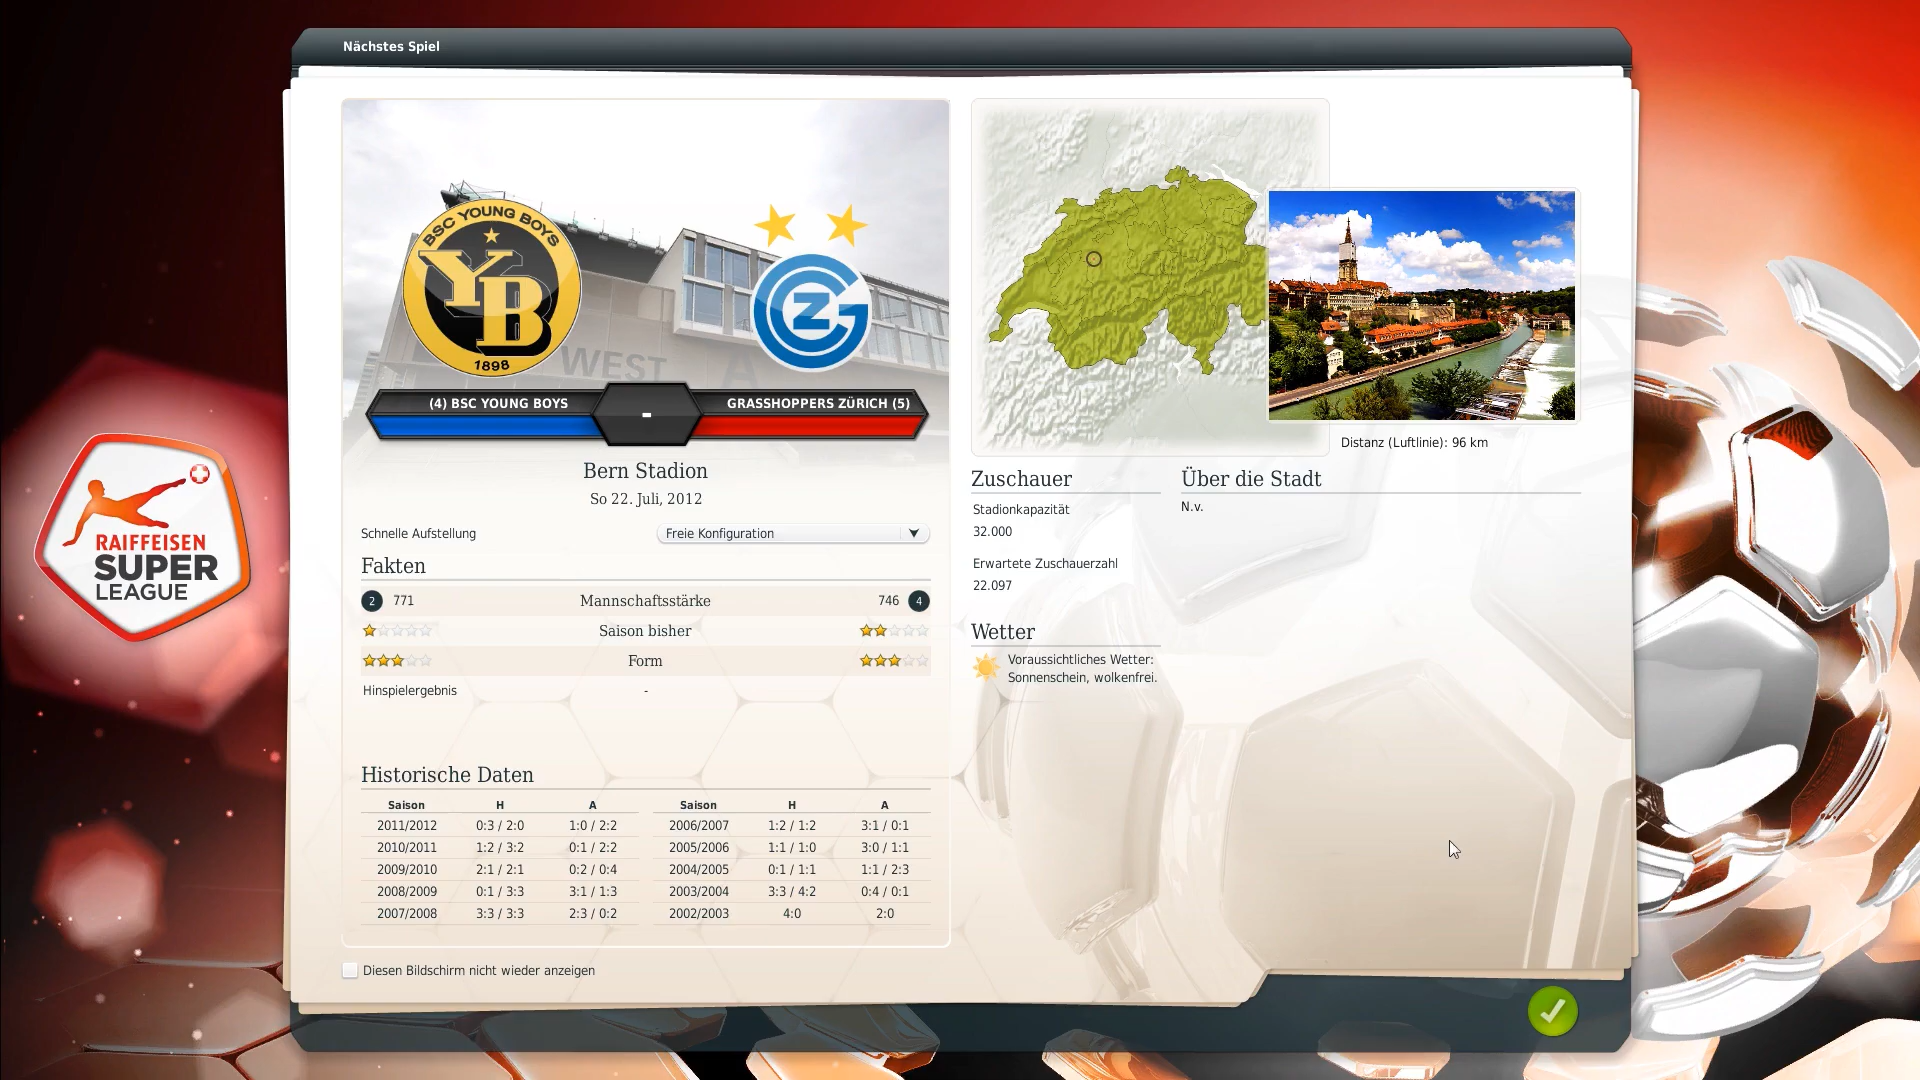 Nächstes Spiel
BSC YOUNG BOYS
YB
1898
GCZ
WEST
A
(4) BSC YOUNG BOYS - GRASSHOPPERS ZÜRICH (5)
Bern Stadion
So 22. Juli, 2012
Schnelle Aufstellung Freie Konfiguration
Fakten
2 771 Mannschaftsstärke 746 4
Saison bisher
Form
Hinspielergebnis -
Historische Daten
Saison H A Saison H A
2011/2012 0:3 / 2:0 1:0 / 2:2 2006/2007 1:2 / 1:2 3:1 / 0:1
2010/2011 1:2 / 3:2 0:1 / 2:2 2005/2006 1:1 / 1:0 3:0 / 1:1
2009/2010 2:1 / 2:1 0:2 / 0:4 2004/2005 0:1 / 1:1 1:1 / 2:3
2008/2009 0:1 / 3:3 3:1 / 1:3 2003/2004 3:3 / 4:2 0:4 / 0:1
2007/2008 3:3 / 3:3 2:3 / 0:2 2002/2003 4:0 2:0
Diesen Bildschirm nicht wieder anzeigen
Distanz (Luftlinie): 96 km
Zuschauer
Stadionkapazität
32.000
Erwartete Zuschauerzahl
22.097
Wetter
Voraussichtliches Wetter:
Sonnenschein, wolkenfrei.
Über die Stadt
N.v.
RAIFFEISEN
SUPER
LEAGUE